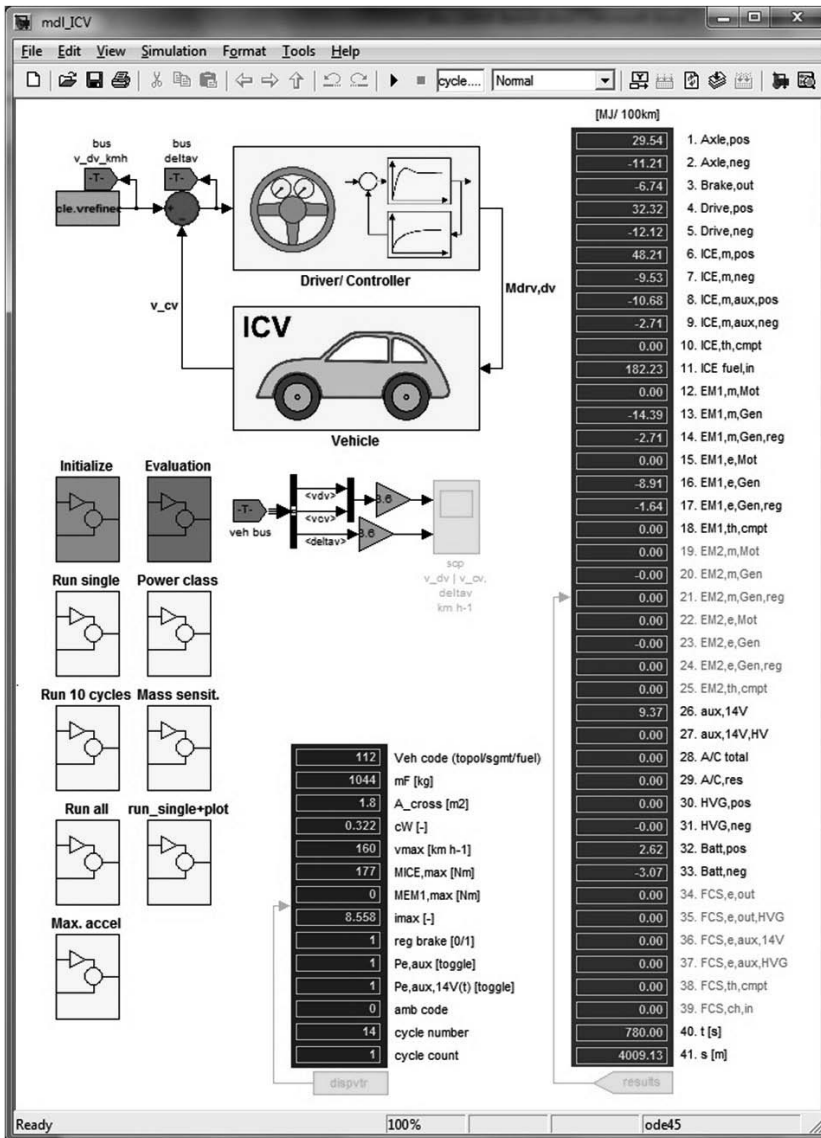 mdl_ICV
File Edit View Simulation Format Tools Help
cycle.... Normal
[MJ/ 100km]
bus
v_dv_kmh
-T-
bus
deltav
-T-
cle.vrefined
+
-
Driver/ Controller
Mdrv,dv
v_cv
ICV
Vehicle
29.54 1. Axle,pos
-11.21 2. Axle,neg
-6.74 3. Brake,out
32.32 4. Drive,pos
-12.12 5. Drive,neg
48.21 6. ICE,m,pos
-9.53 7. ICE,m,neg
-10.68 8. ICE,m,aux,pos
-2.71 9. ICE,m,aux,neg
0.00 10. ICE,th,cmpt
182.23 11. ICE fuel,in
0.00 12. EM1,m,Mot
-14.39 13. EM1,m,Gen
-2.71 14. EM1,m,Gen,reg
0.00 15. EM1,e,Mot
-8.91 16. EM1,e,Gen
-1.64 17. EM1,e,Gen,reg
0.00 18. EM1,th,cmpt
0.00 19. EM2,m,Mot
-0.00 20. EM2,m,Gen
0.00 21. EM2,m,Gen,reg
0.00 22. EM2,e,Mot
-0.00 23. EM2,e,Gen
0.00 24. EM2,e,Gen,reg
0.00 25. EM2,th,cmpt
9.37 26. aux,14V
0.00 27. aux,14V,HV
0.00 28. A/C total
0.00 29. A/C,res
0.00 30. HVG,pos
-0.00 31. HVG,neg
2.62 32. Batt,pos
-3.07 33. Batt,neg
0.00 34. FCS,e,out
0.00 35. FCS,e,out,HVG
0.00 36. FCS,e,aux,14V
0.00 37. FCS,e,aux,HVG
0.00 38. FCS,th,cmpt
0.00 39. FCS,ch,in
780.00 40. t [s]
4009.13 41. s [m]
results
Initialize Evaluation
Run single Power class
Run 10 cycles Mass sensit.
Run all run_single+plot
Max. accel
-T-
veh bus
<vdv>
<vcv>
<deltav>
3.6
3.6
scp
v_dv | v_cv,
deltav
km h-1
112 Veh code (topol/sgmt/fuel)
1044 mF [kg]
1.8 A_cross [m2]
0.322 cW [-]
160 vmax [km h-1]
177 MICE,max [Nm]
0 MEM1,max [Nm]
8.558 imax [-]
1 reg brake [0/1]
1 Pe,aux [toggle]
1 Pe,aux,14V(t) [toggle]
0 amb code
14 cycle number
1 cycle count
dispvtr
Ready 100% ode45